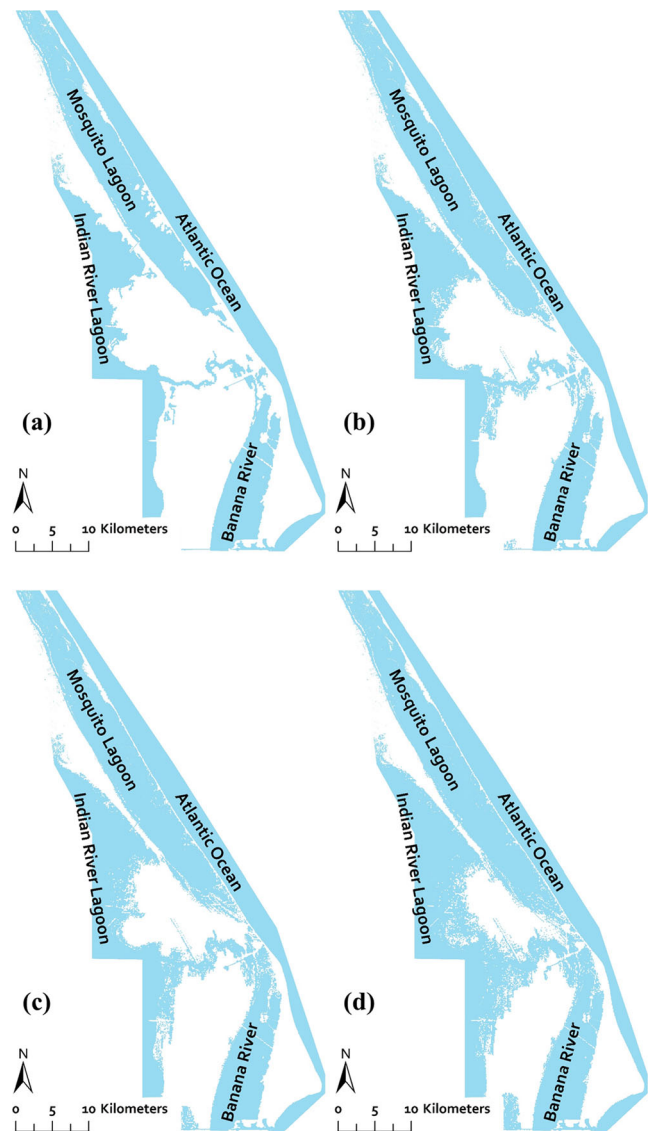 Mosquito Lagoon
Atlantic Ocean
Indian River Lagoon
Banana River
(a)
N
0 5 10 Kilometers
Mosquito Lagoon
Atlantic Ocean
Indian River Lagoon
Banana River
(b)
N
0 5 10 Kilometers
Mosquito Lagoon
Atlantic Ocean
Indian River Lagoon
Banana River
(c)
N
0 5 10 Kilometers
Mosquito Lagoon
Atlantic Ocean
Indian River Lagoon
Banana River
(d)
N
0 5 10 Kilometers